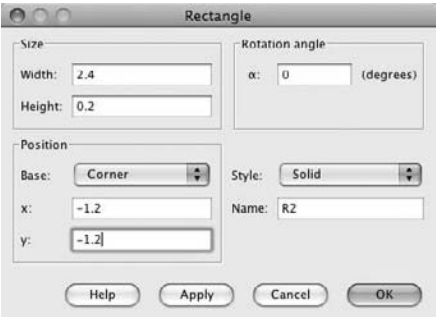 Rectangle
Size
Width: 2.4
Height: 0.2
Rotation angle
α: 0 (degrees)
Position
Base: Corner
x: -1.2
y: -1.2
Style: Solid
Name: R2
Help Apply Cancel OK